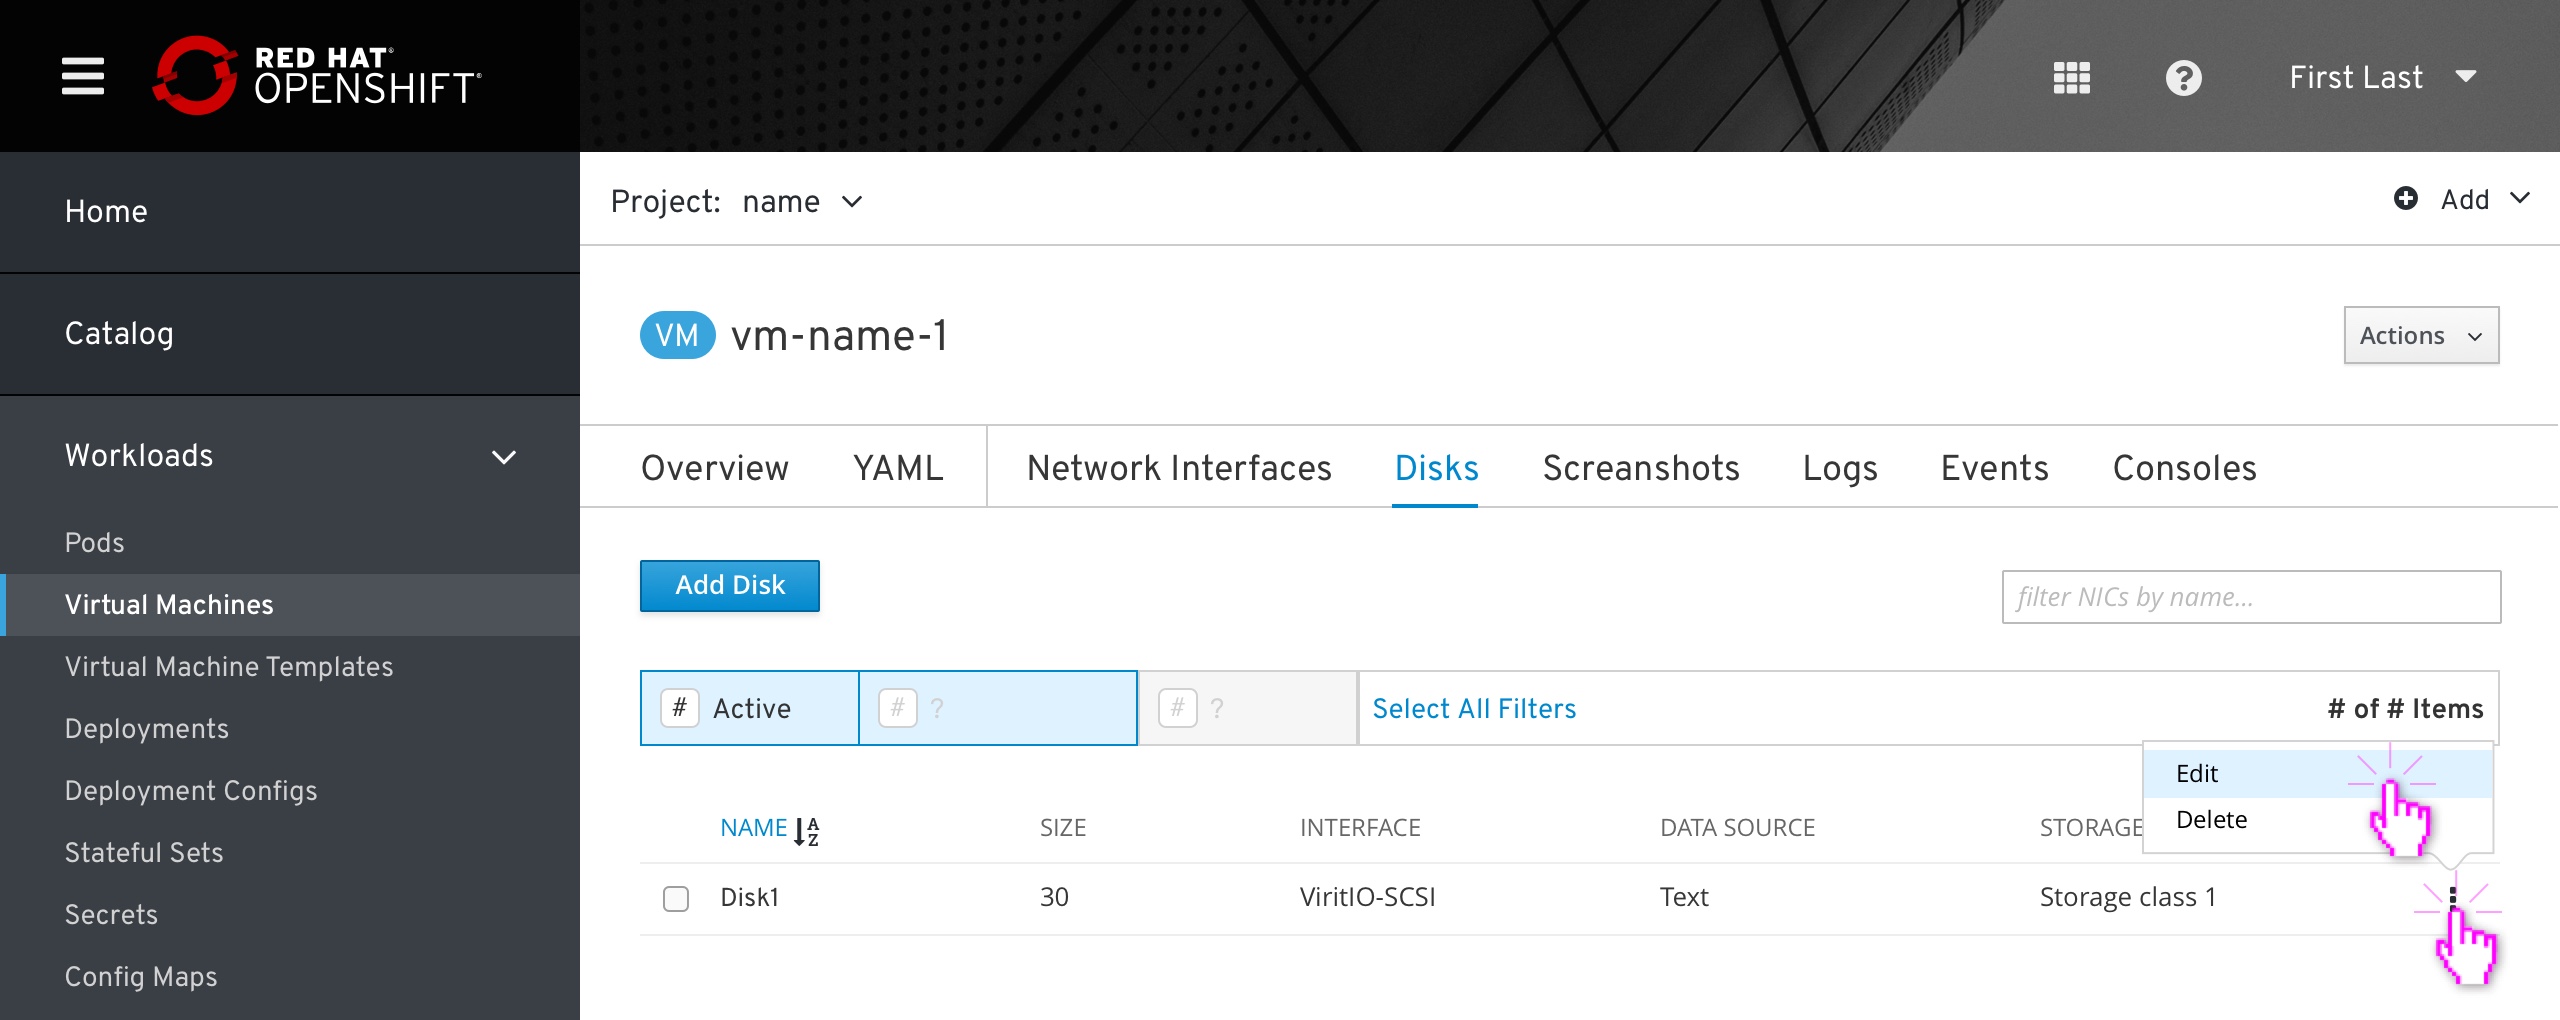 RED HAT®
OPENSHIFT®
First Last
Home
Catalog
Workloads
Pods
Virtual Machines
Virtual Machine Templates
Deployments
Deployment Configs
Stateful Sets
Secrets
Config Maps
Project: name
Add
VM vm-name-1
Actions
Overview YAML Network Interfaces Disks Screanshots Logs Events Consoles
Add Disk
filter NICs by name...
# Active # ? # ? Select All Filters # of # Items
Edit
Delete
NAME A Z SIZE INTERFACE DATA SOURCE STORAGE
Disk1 30 ViritIO-SCSI Text Storage class 1